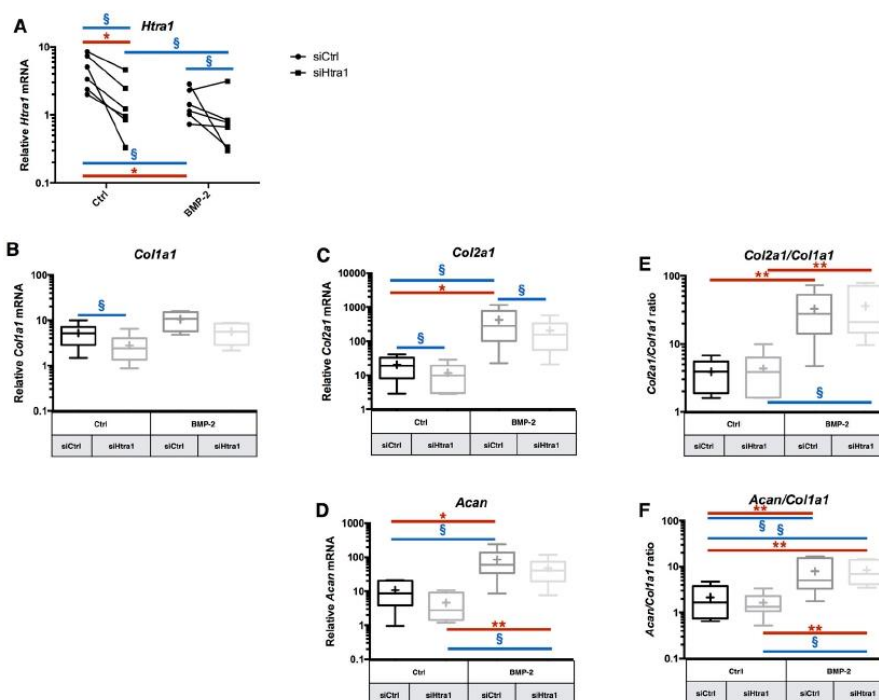 A
§
Htra1
*
§
§
siCtrl
siHtra1
Relative Htra1 mRNA
10
1
0.1
§
*
Ctrl
BMP-2
B
Col1a1
Relative Col1a1 mRNA
100
10
1
0.1
§
Ctrl
BMP-2
siCtrl
siHtra1
siCtrl
siHtra1
C
Col2a1
Relative Col2a1 mRNA
10000
1000
100
10
1
§
*
§
§
Ctrl
BMP-2
siCtrl
siHtra1
siCtrl
siHtra1
E
Col2a1/Col1a1
Col2a1/Col1a1 ratio
100
10
1
**
**
§
Ctrl
BMP-2
siCtrl
siHtra1
siCtrl
siHtra1
D
Acan
Relative Acan mRNA
1000
100
10
1
0.1
*
§
**
§
Ctrl
BMP-2
siCtrl
siHtra1
siCtrl
siHtra1
F
Acan/Col1a1
Acan/Col1a1 ratio
100
10
1
0.1
**
§
§
**
**
§
Ctrl
BMP-2
siCtrl
siHtra1
siCtrl
siHtra1